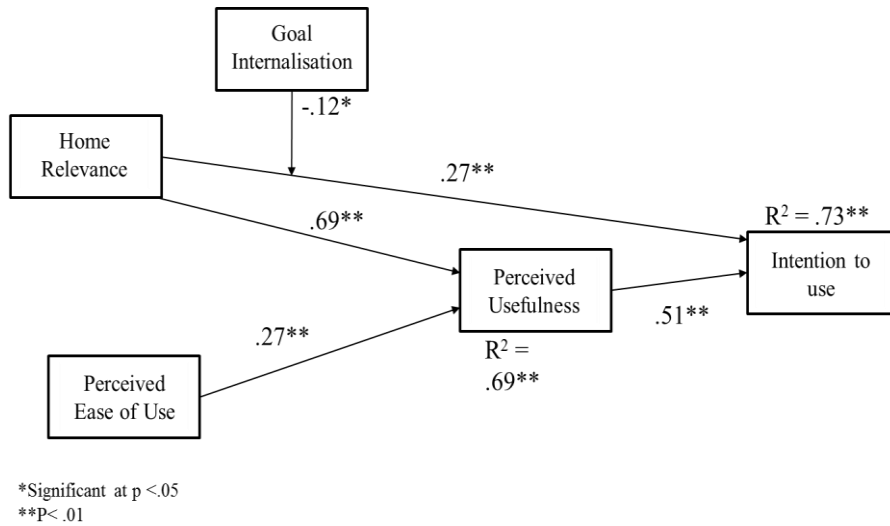 Goal
Internalisation
-.12*
Home
Relevance
.27**
.69**
R² = .73**
Intention to
use
Perceived
Usefulness
.51**
.27**
R² =
.69**
Perceived
Ease of Use
*Significant at p <.05
**P< .01